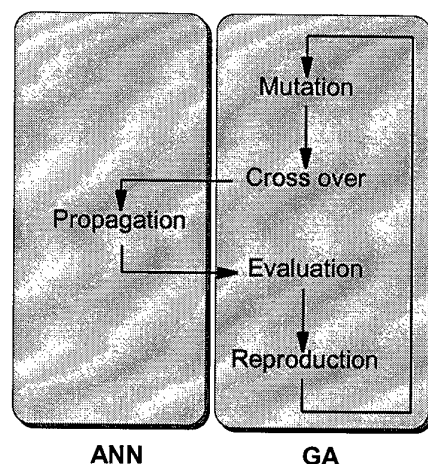 Mutation
Cross over
Propagation
Evaluation
Reproduction
ANN
GA